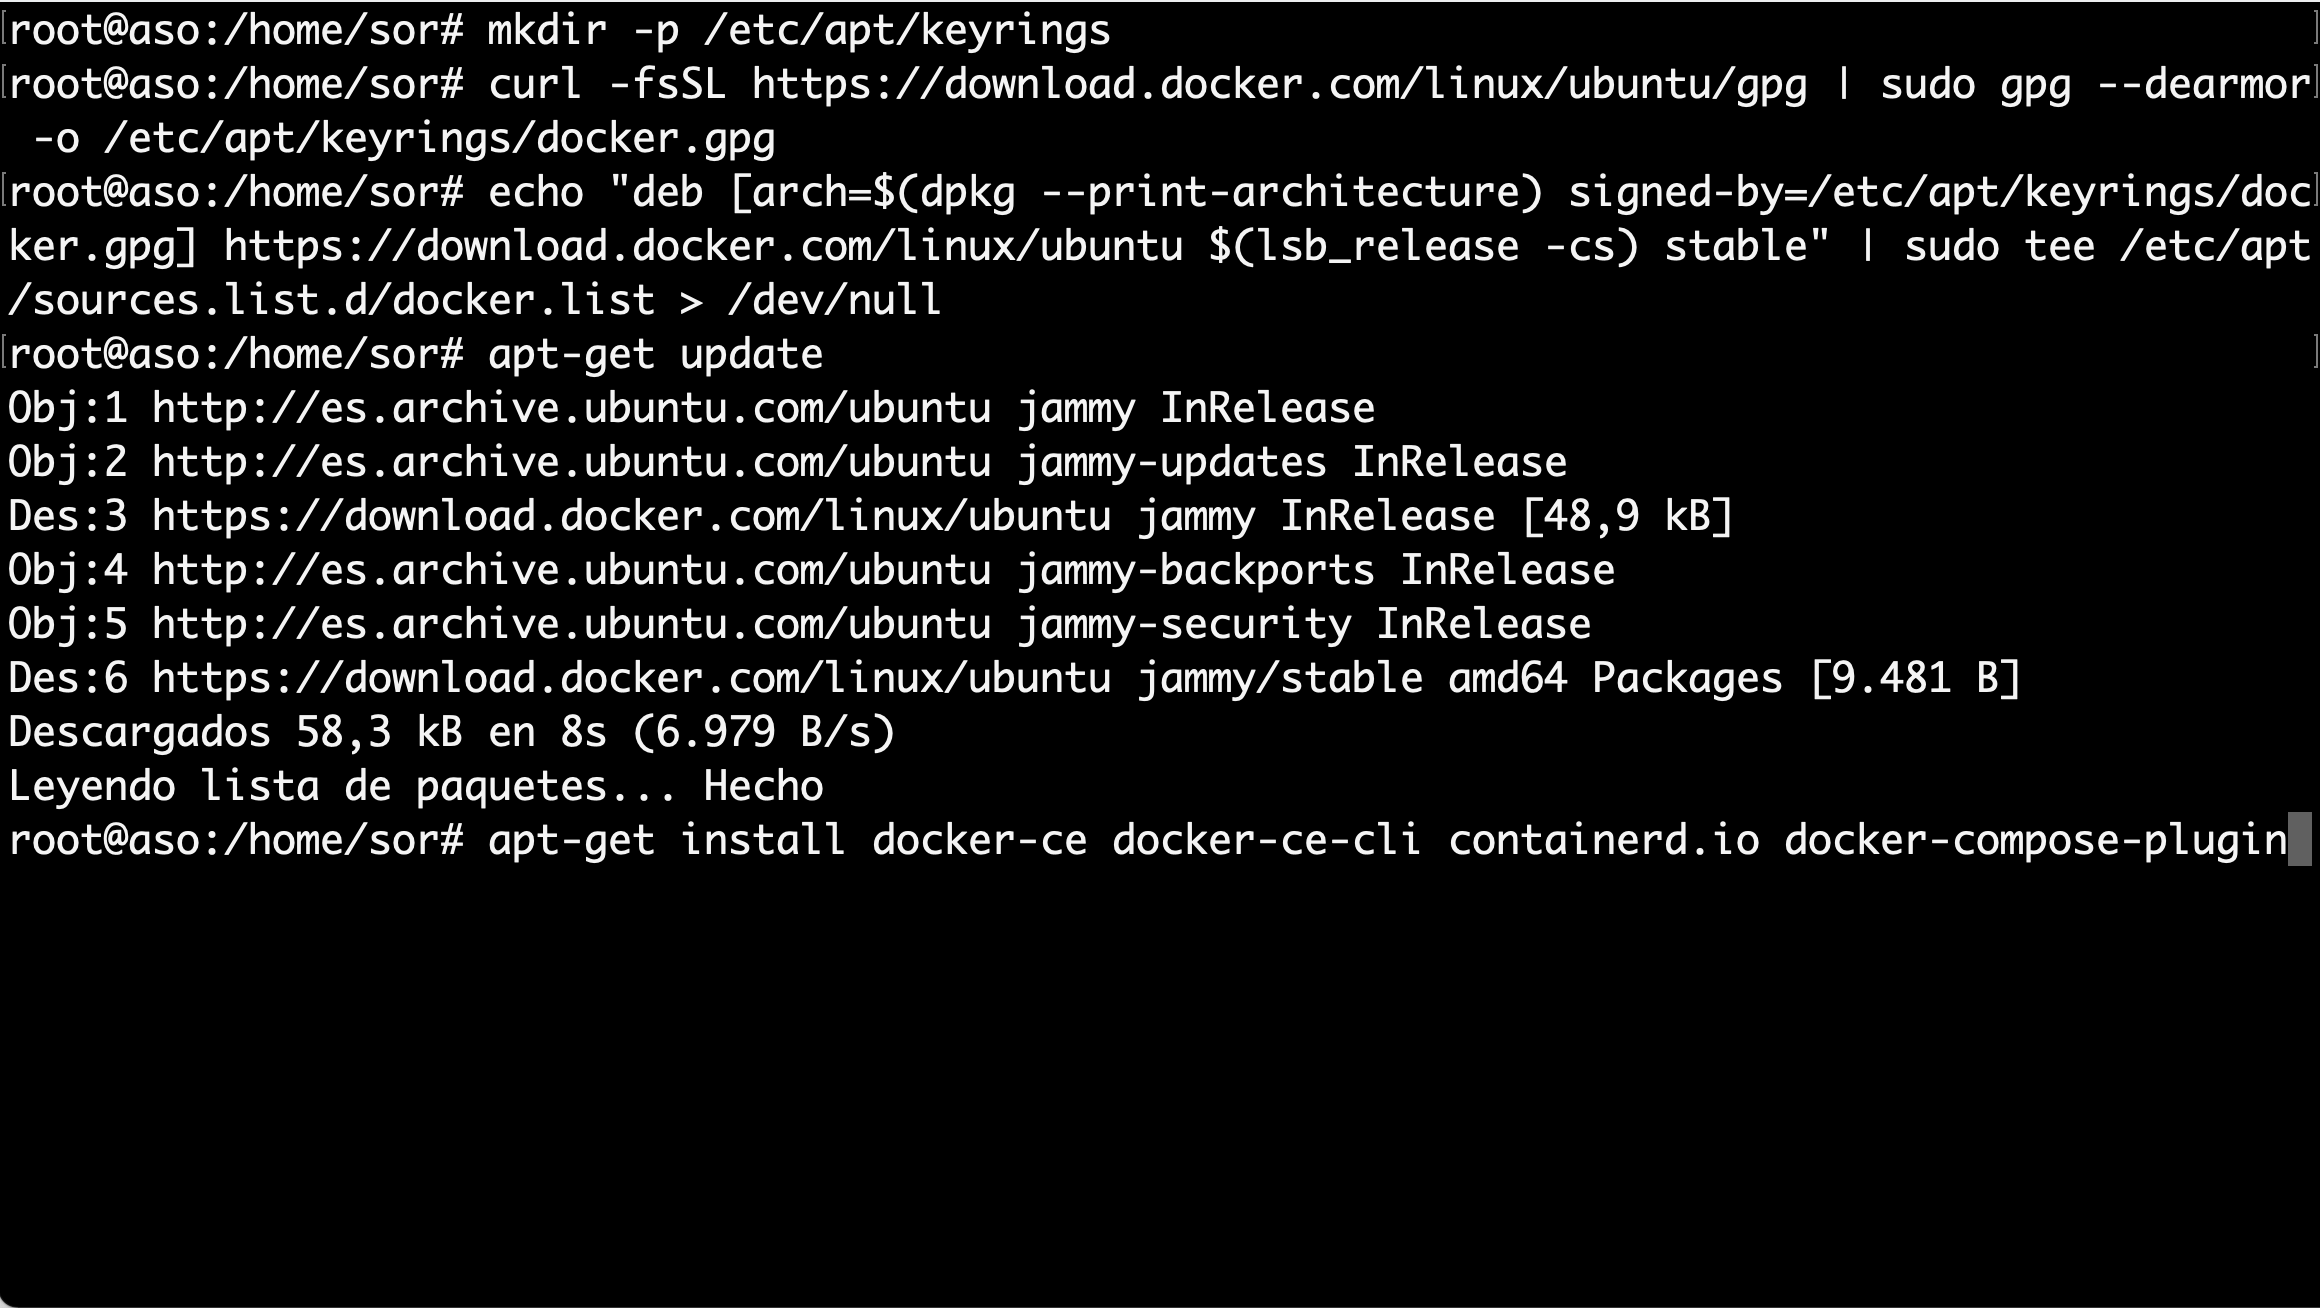 root@aso:/home/sor# mkdir -p /etc/apt/keyrings
root@aso:/home/sor# curl -fsSL https://download.docker.com/linux/ubuntu/gpg | sudo gpg --dearmor
 -o /etc/apt/keyrings/docker.gpg
root@aso:/home/sor# echo "deb [arch=$(dpkg --print-architecture) signed-by=/etc/apt/keyrings/doc
ker.gpg] https://download.docker.com/linux/ubuntu $(lsb_release -cs) stable" | sudo tee /etc/apt
/sources.list.d/docker.list > /dev/null
root@aso:/home/sor# apt-get update
Obj:1 http://es.archive.ubuntu.com/ubuntu jammy InRelease
Obj:2 http://es.archive.ubuntu.com/ubuntu jammy-updates InRelease
Des:3 https://download.docker.com/linux/ubuntu jammy InRelease [48,9 kB]
Obj:4 http://es.archive.ubuntu.com/ubuntu jammy-backports InRelease
Obj:5 http://es.archive.ubuntu.com/ubuntu jammy-security InRelease
Des:6 https://download.docker.com/linux/ubuntu jammy/stable amd64 Packages [9.481 B]
Descargados 58,3 kB en 8s (6.979 B/s)
Leyendo lista de paquetes... Hecho
root@aso:/home/sor# apt-get install docker-ce docker-ce-cli containerd.io docker-compose-plugin